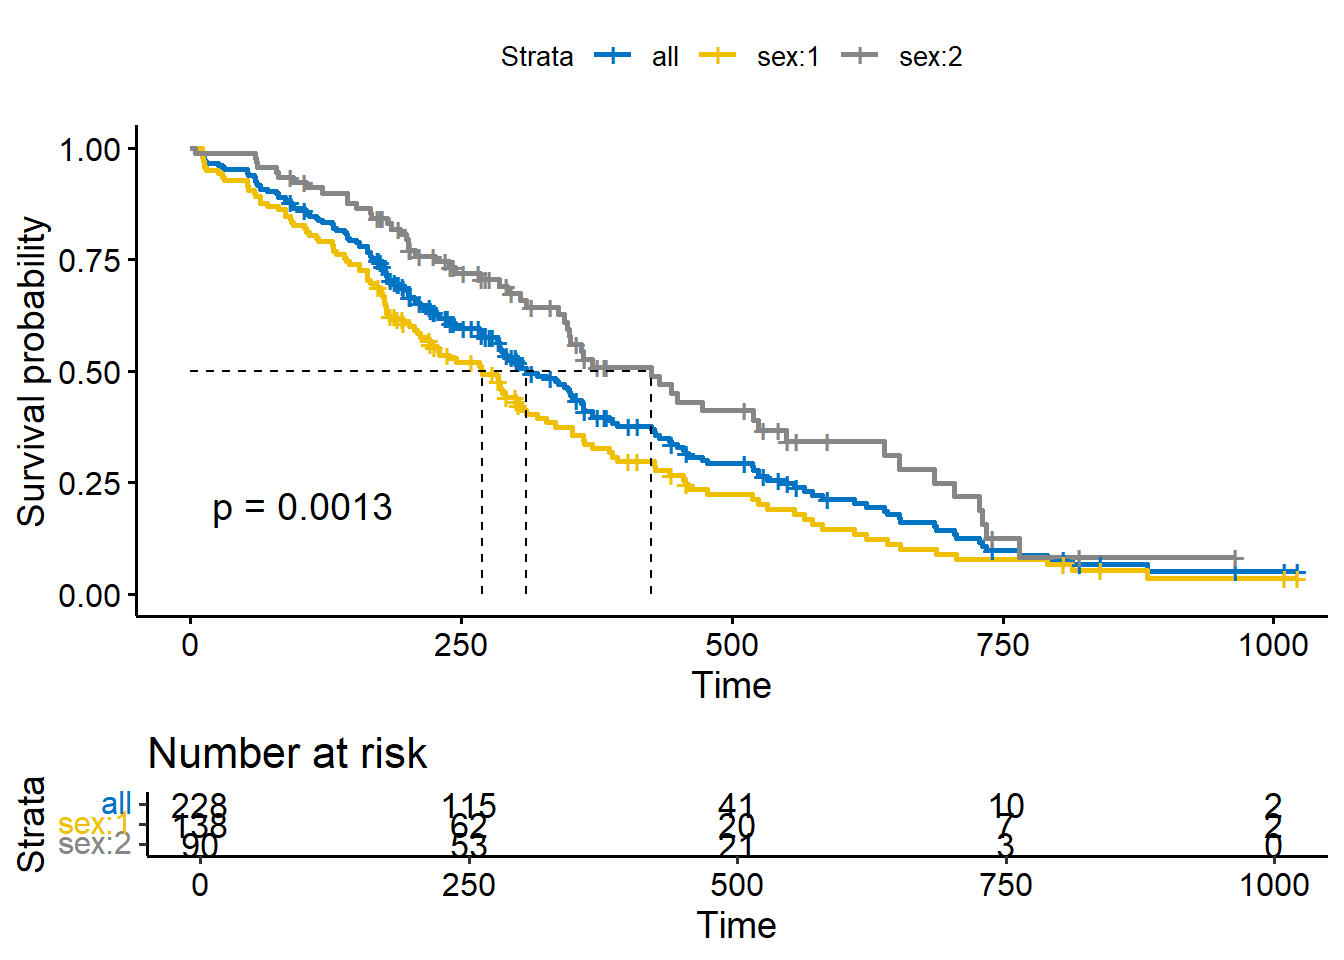 Strata all sex:1 sex:2
Survival probability
1.00
0.75
0.50
0.25
0.00
p = 0.0013
0 250 500 750 1000
Time
Number at risk
Strata
all 228 115 41 10 2
sex:1 138 62 20 7 2
sex:2 90 53 21 3 0
0 250 500 750 1000
Time